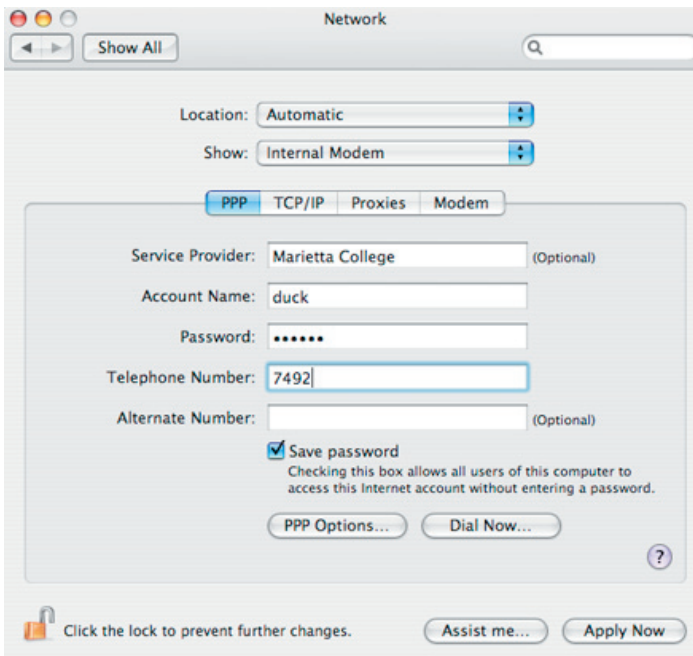 Network
Show All
Location: Automatic
Show: Internal Modem
PPP TCP/IP Proxies Modem
Service Provider: Marietta College (Optional)
Account Name: duck
Password: ••••••
Telephone Number: 7492
Alternate Number: (Optional)
Save password
Checking this box allows all users of this computer to
access this Internet account without entering a password.
PPP Options... Dial Now...
?
Click the lock to prevent further changes. Assist me... Apply Now